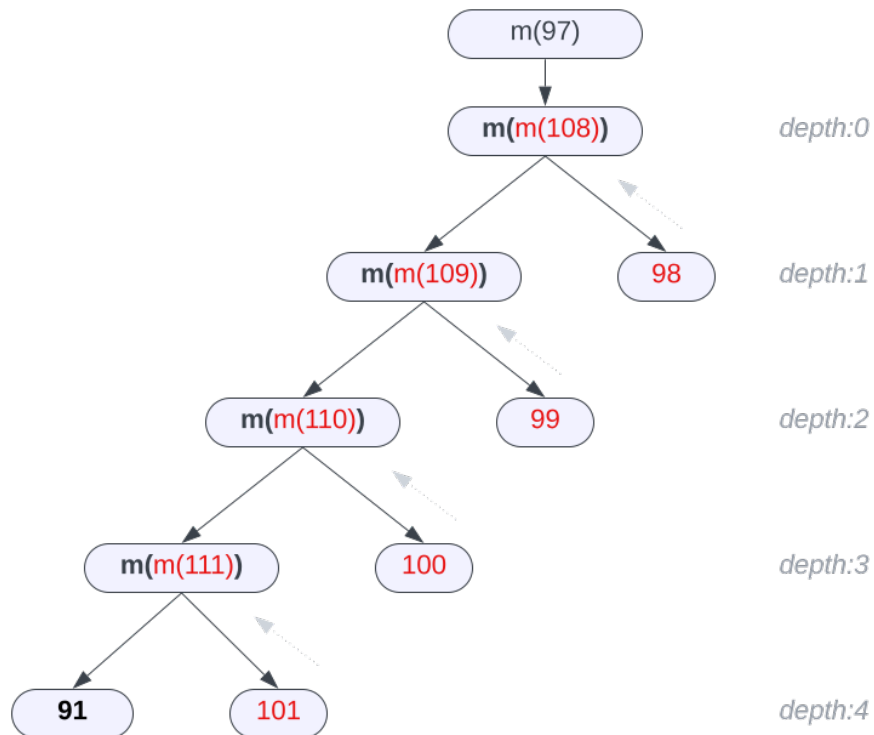 m(97)
m(m(108))
depth:0
m(m(109))
98
depth:1
m(m(110))
99
depth:2
m(m(111))
100
depth:3
91
101
depth:4